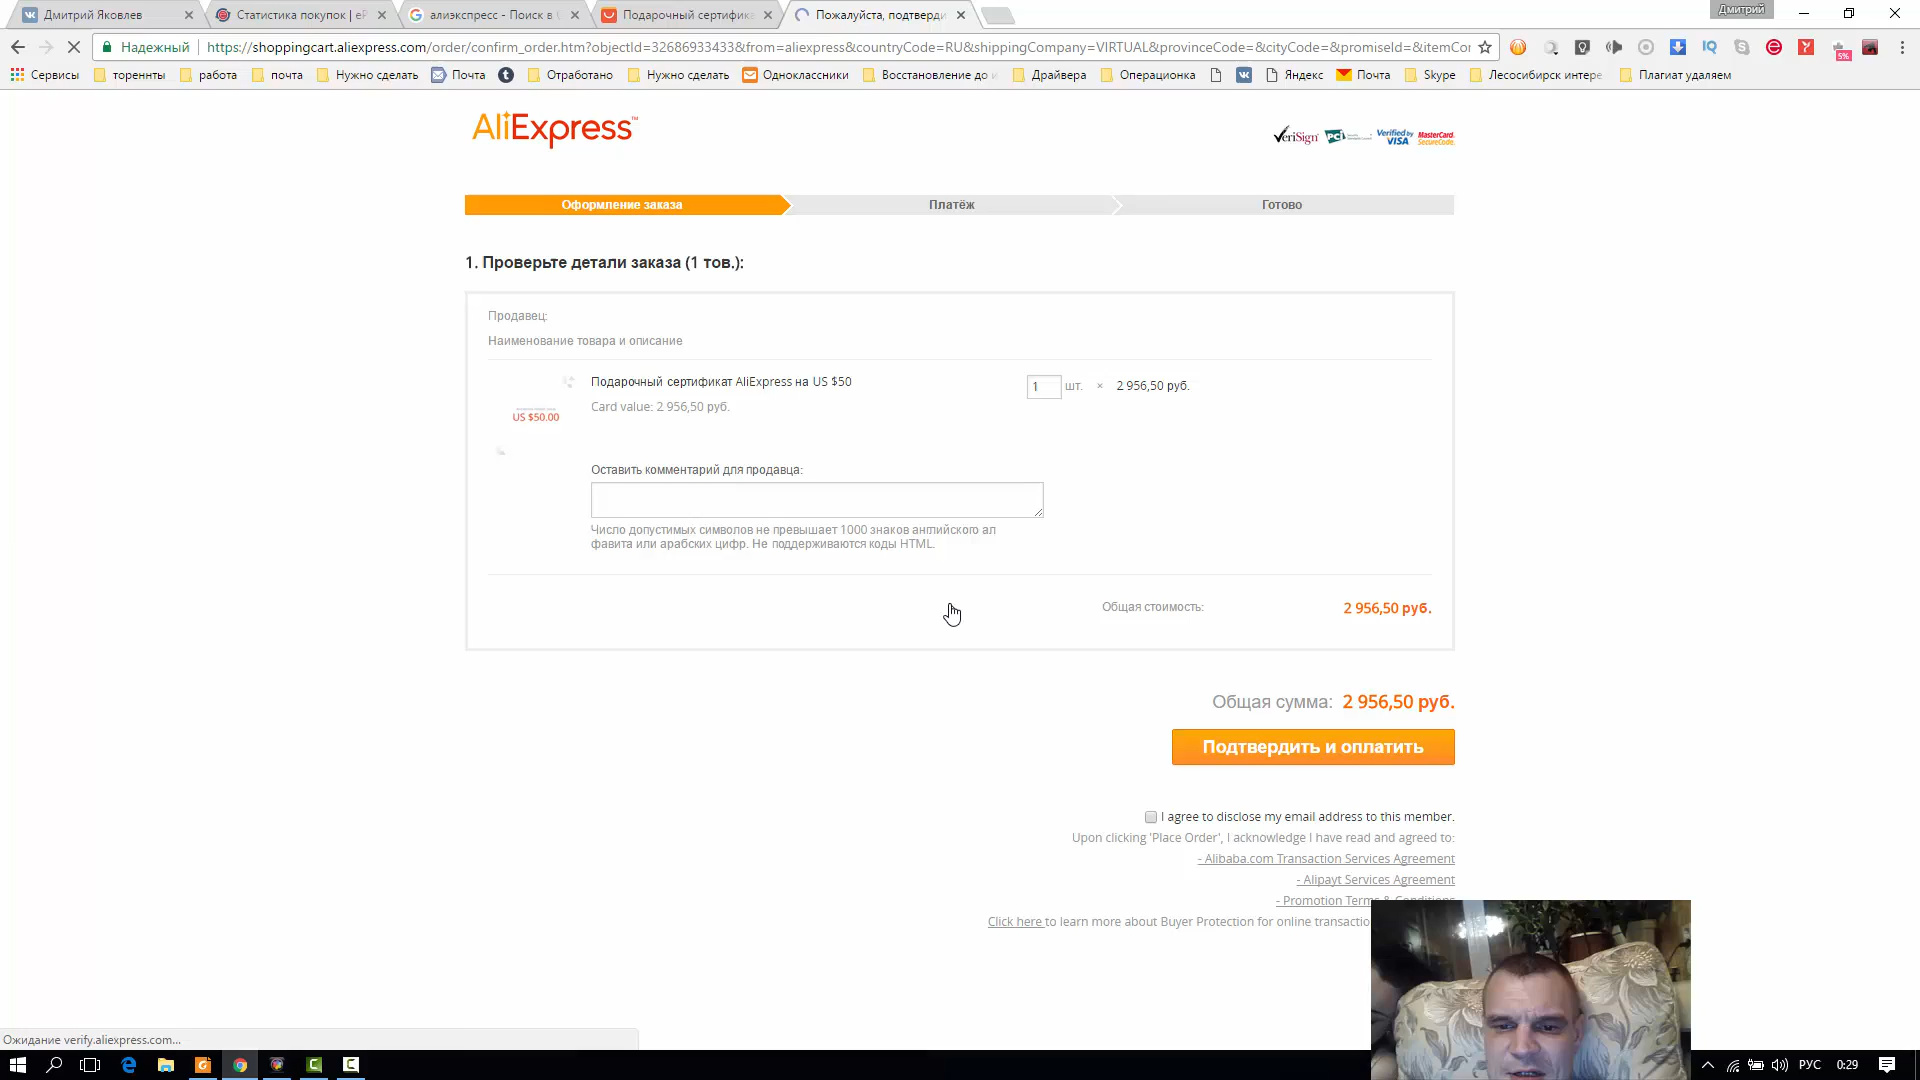 Дмитрий Яковлев
Статистика покупок | eP
алиэкспресс - Поиск в
Подарочный сертифика
Пожалуйста, подтверди
Дмитрий
Надежный
https://shoppingcart.aliexpress.com/order/confirm_order.htm?objectId=32686933433&from=aliexpress&countryCode=RU&shippingCompany=VIRTUAL&provinceCode=&cityCode=&promiseId=&itemCor
5%
Сервисы
тореннты
работа
почта
Нужно сделать
Почта
Отработано
Нужно сделать
Одноклассники
Восстановление до
Драйвера
Операционка
Яндекс
Почта
Skype
Лесосибирск интере
Плагиат удаляем
AliExpress™
VeriSign
PCI
Verified by VISA
MasterCard. SecureCode.
Оформление заказа
Платёж
Готово
1. Проверьте детали заказа (1 тов.):
Продавец:
Наименование товара и описание
Подарочный сертификат AliExpress на US $50
1 шт. × 2 956,50 руб.
Card value: 2 956,50 руб.
US $50.00
Оставить комментарий для продавца:
Число допустимых символов не превышает 1000 знаков английского ал
фавита или арабских цифр. Не поддерживаются коды HTML.
Общая стоимость: 2 956,50 руб.
Общая сумма: 2 956,50 руб.
Подтвердить и оплатить
I agree to disclose my email address to this member.
Upon clicking 'Place Order', I acknowledge I have read and agreed to:
- Alibaba.com Transaction Services Agreement
- Alipayt Services Agreement
- Promotion Terms & Conditions
Click here to learn more about Buyer Protection for online transactio
Ожидание verify.aliexpress.com...
РУС
0:29